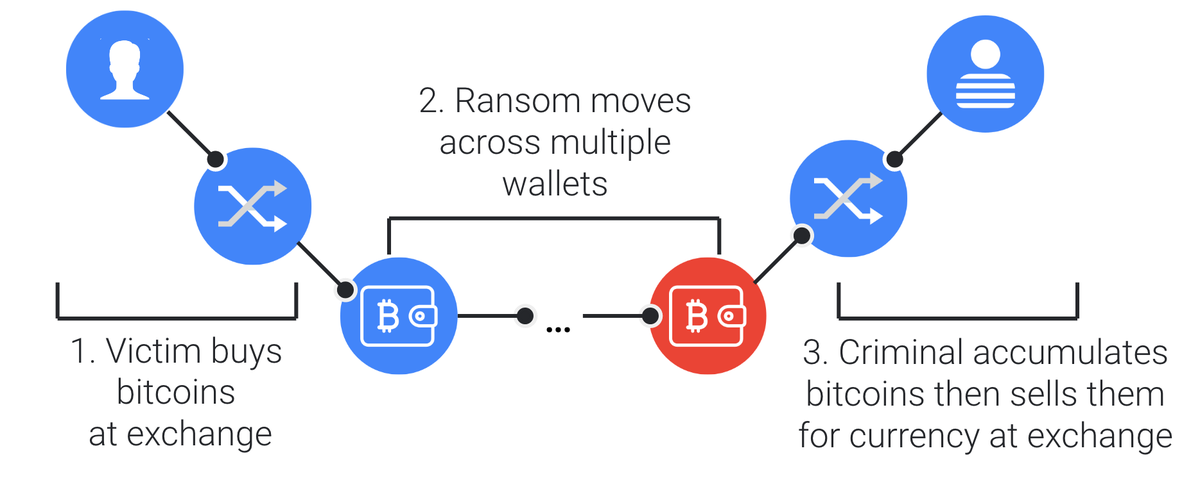 2. Ransom moves
across multiple
wallets
...
1. Victim buys
bitcoins
at exchange
3. Criminal accumulates
bitcoins then sells them
for currency at exchange